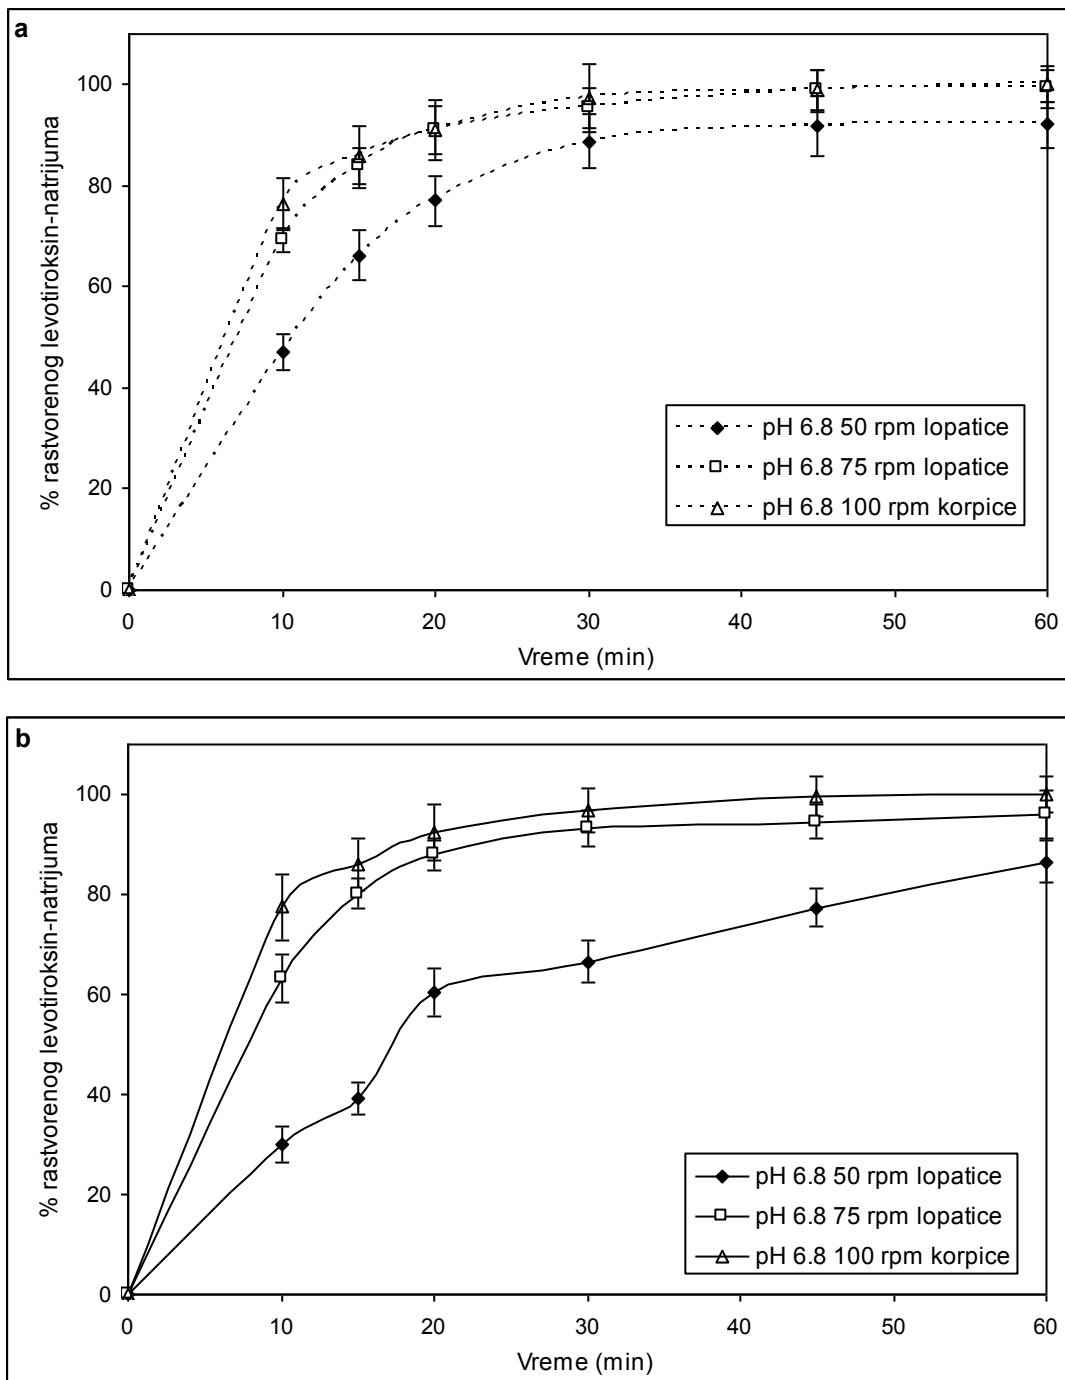 a
100
80
60
40
20
0
% rastvorenog levotiroksin-natrijuma
pH 6.8 50 rpm lopatice
pH 6.8 75 rpm lopatice
pH 6.8 100 rpm korpice
0 10 20 30 40 50 60
Vreme (min)
b
100
80
60
40
20
0
% rastvorenog levotiroksin-natrijuma
pH 6.8 50 rpm lopatice
pH 6.8 75 rpm lopatice
pH 6.8 100 rpm korpice
0 10 20 30 40 50 60
Vreme (min)